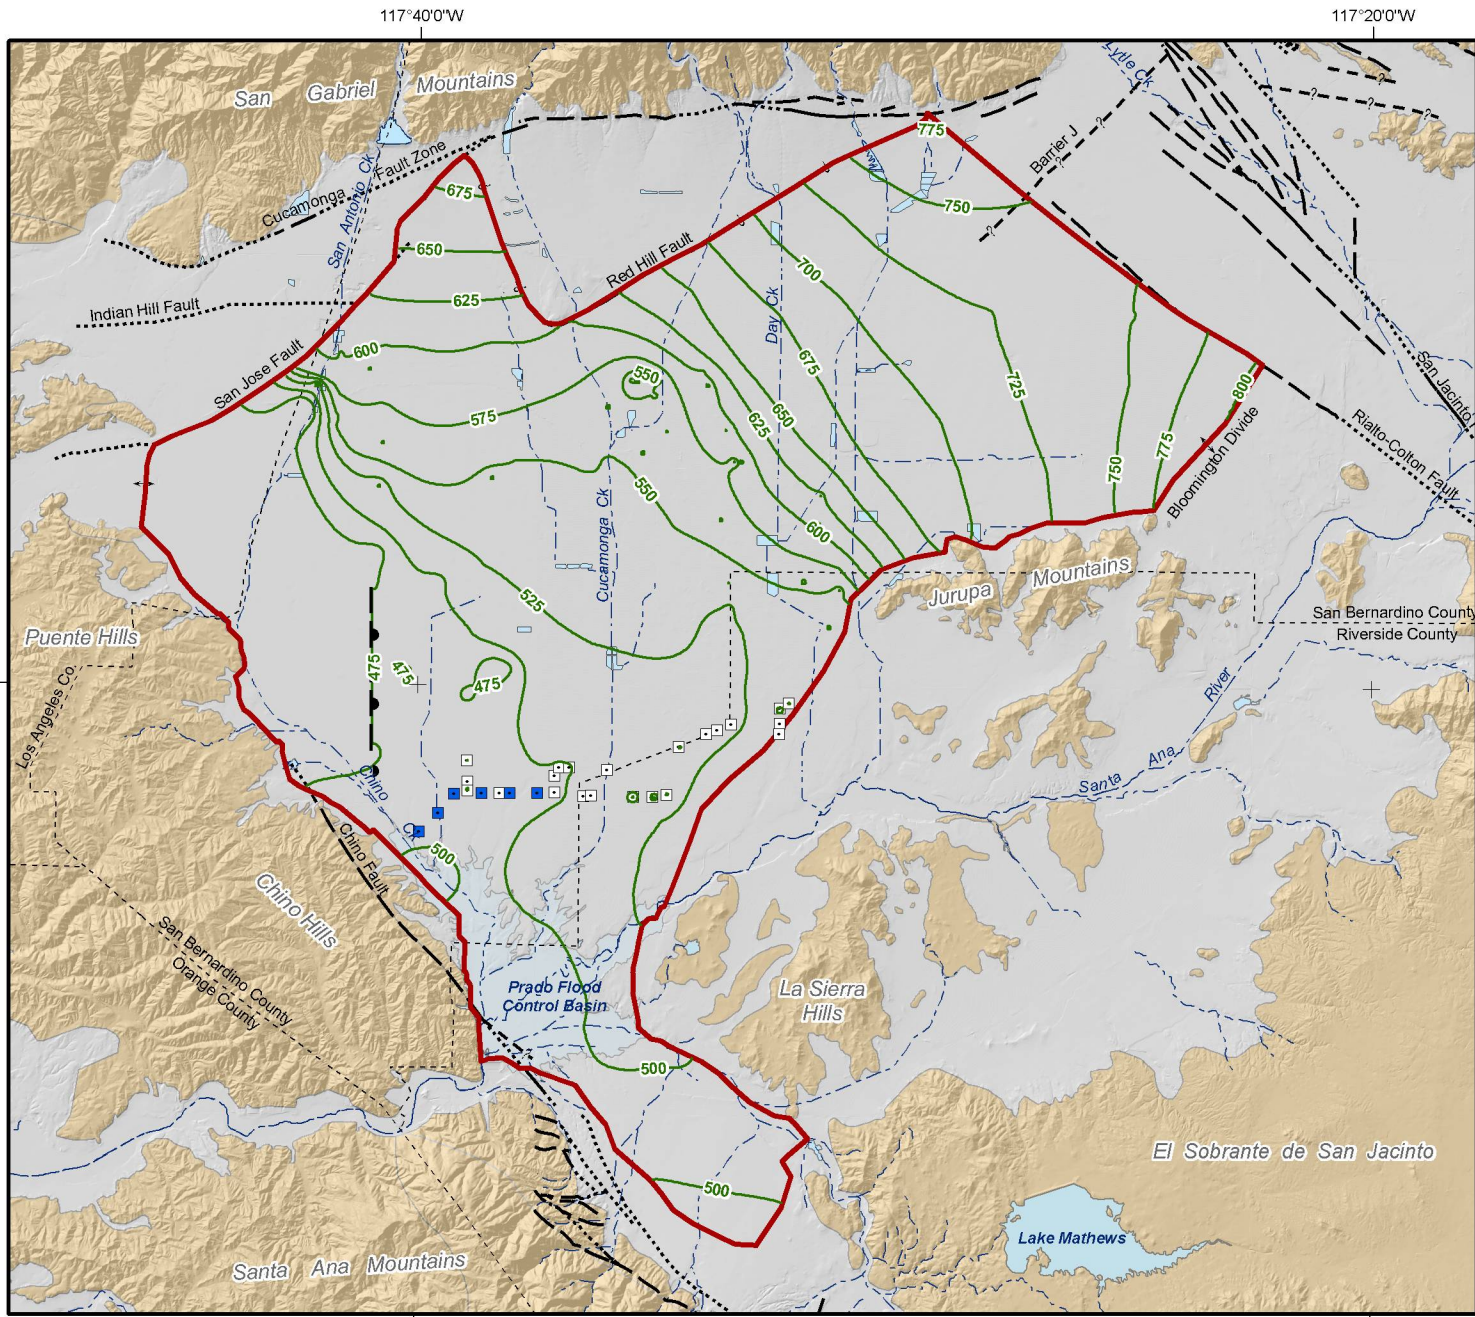 117°40'0"W
117°20'0"W
San Gabriel Mountains
Lytle Ck
?
?
?
?
?
?
775
Barrier J
Cucamonga Fault Zone
San Antonio Ck
675
750
650
Red Hill Fault
700
625
Indian Hill Fault
Day Ck
600
San Jose Fault
675
550
725
800
San Jacinto
575
650
625
Bloomington Divide
775
750
Rialto-Colton Fault
550
600
Cucamonga Ck
525
Jurupa Mountains
San Bernardino County
Riverside County
Puente Hills
475
475
475
Los Angeles Co.
River
Santa Ana
Chino
Ck
Chino Fault
500
Chino Hills
San Bernardino County
Orange County
Prado Flood
Control Basin
La Sierra
Hills
500
500
El Sobrante de San Jacinto
Lake Mathews
Santa Ana Mountains